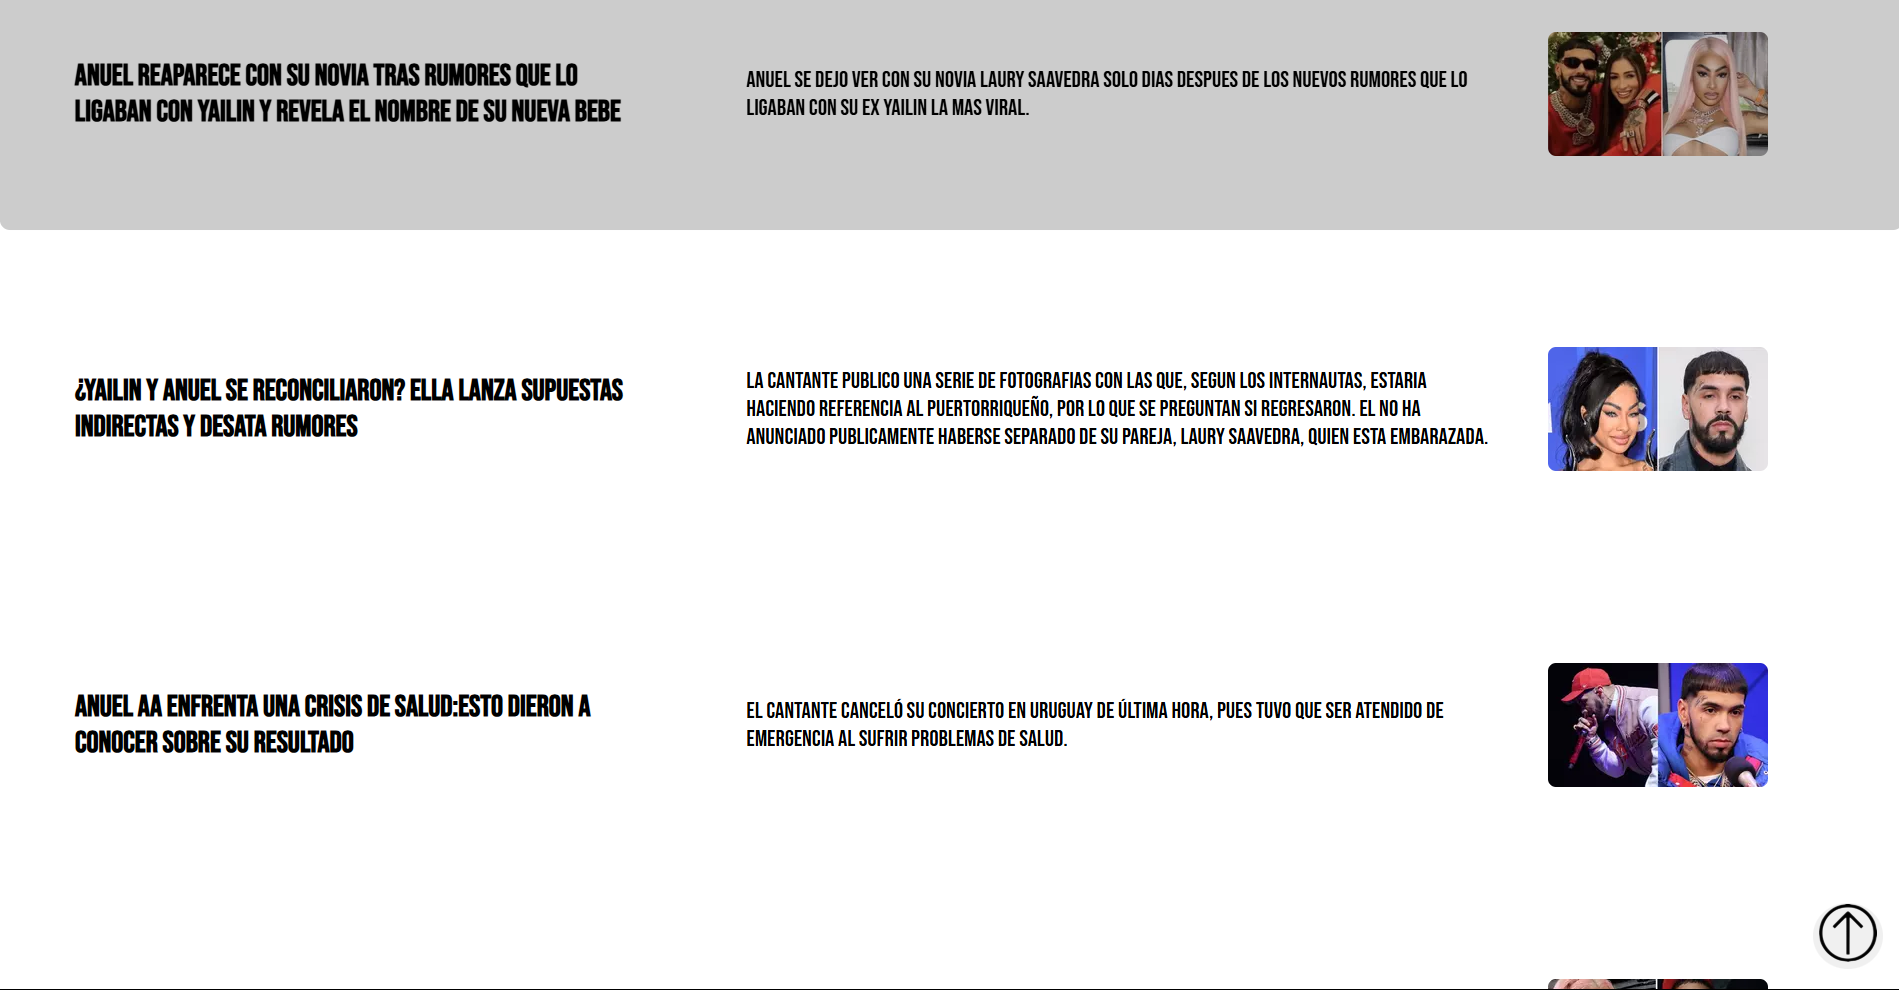 ANUEL REAPARECE CON SU NOVIA TRAS RUMORES QUE LO
LIGABAN CON YAILIN Y REVELA EL NOMBRE DE SU NUEVA BEBE
ANUEL SE DEJO VER CON SU NOVIA LAURY SAAVEDRA SOLO DIAS DESPUES DE LOS NUEVOS RUMORES QUE LO
LIGABAN CON SU EX YAILIN LA MAS VIRAL.
¿YAILIN Y ANUEL SE RECONCILIARON? ELLA LANZA SUPUESTAS
INDIRECTAS Y DESATA RUMORES
LA CANTANTE PUBLICO UNA SERIE DE FOTOGRAFIAS CON LAS QUE, SEGUN LOS INTERNAUTAS, ESTARIA
HACIENDO REFERENCIA AL PUERTORRIQUEÑO, POR LO QUE SE PREGUNTAN SI REGRESARON. EL NO HA
ANUNCIADO PUBLICAMENTE HABERSE SEPARADO DE SU PAREJA, LAURY SAAVEDRA, QUIEN ESTA EMBARAZADA.
ANUEL AA ENFRENTA UNA CRISIS DE SALUD:ESTO DIERON A
CONOCER SOBRE SU RESULTADO
EL CANTANTE CANCELÓ SU CONCIERTO EN URUGUAY DE ÚLTIMA HORA, PUES TUVO QUE SER ATENDIDO DE
EMERGENCIA AL SUFRIR PROBLEMAS DE SALUD.